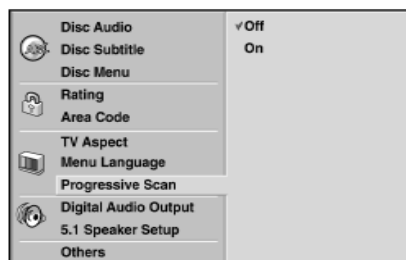 Disc Audio
Disc Subtitle
Disc Menu
Rating
Area Code
TV Aspect
Menu Language
Progressive Scan
Digital Audio Output
5.1 Speaker Setup
Others
✓Off
On